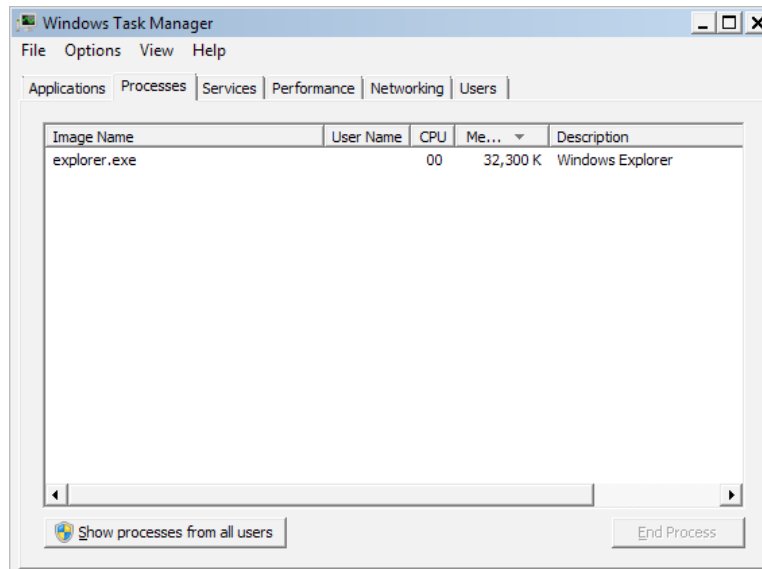 Windows Task Manager
File Options View Help
Applications Processes Services Performance Networking Users
Image Name User Name CPU Me... Description
explorer.exe 00 32,300 K Windows Explorer
Show processes from all users End Process